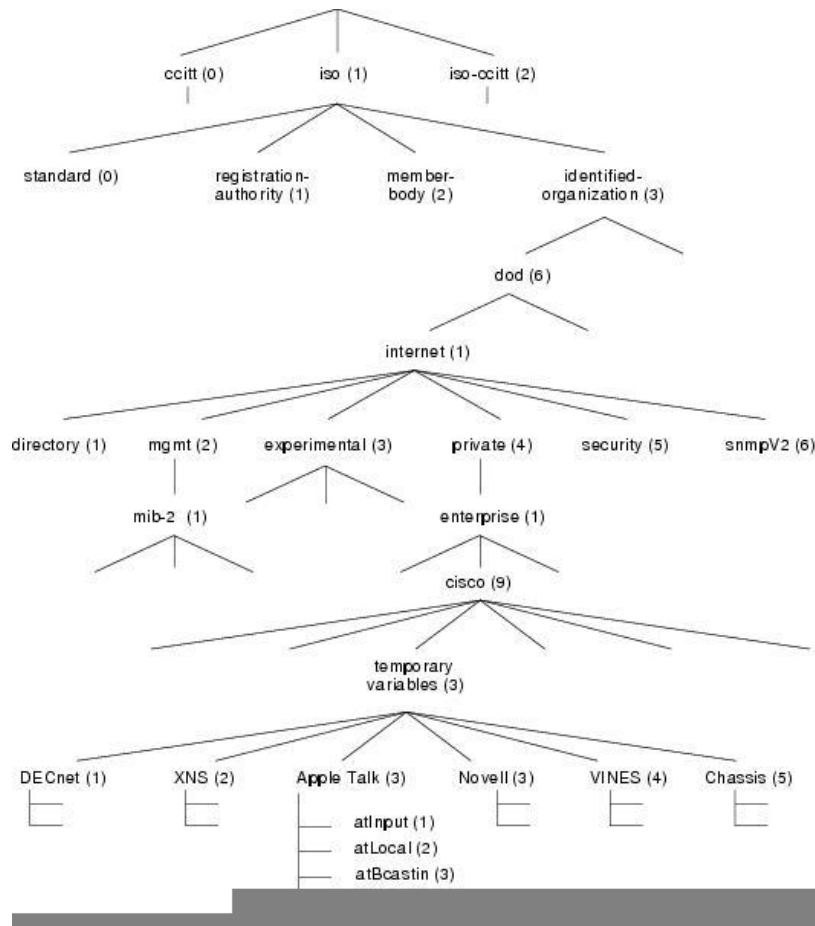 ccitt (0)
iso (1)
iso-ccitt (2)
standard (0)
registration-
authority (1)
member-
body (2)
identified-
organization (3)
dod (6)
internet (1)
directory (1)
mgmt (2)
experimental (3)
private (4)
security (5)
snmpV2 (6)
mib-2 (1)
enterprise (1)
cisco (9)
temporary
variables (3)
DECnet (1)
XNS (2)
Apple Talk (3)
Novell (3)
VINES (4)
Chassis (5)
atInput (1)
atLocal (2)
atBcastin (3)